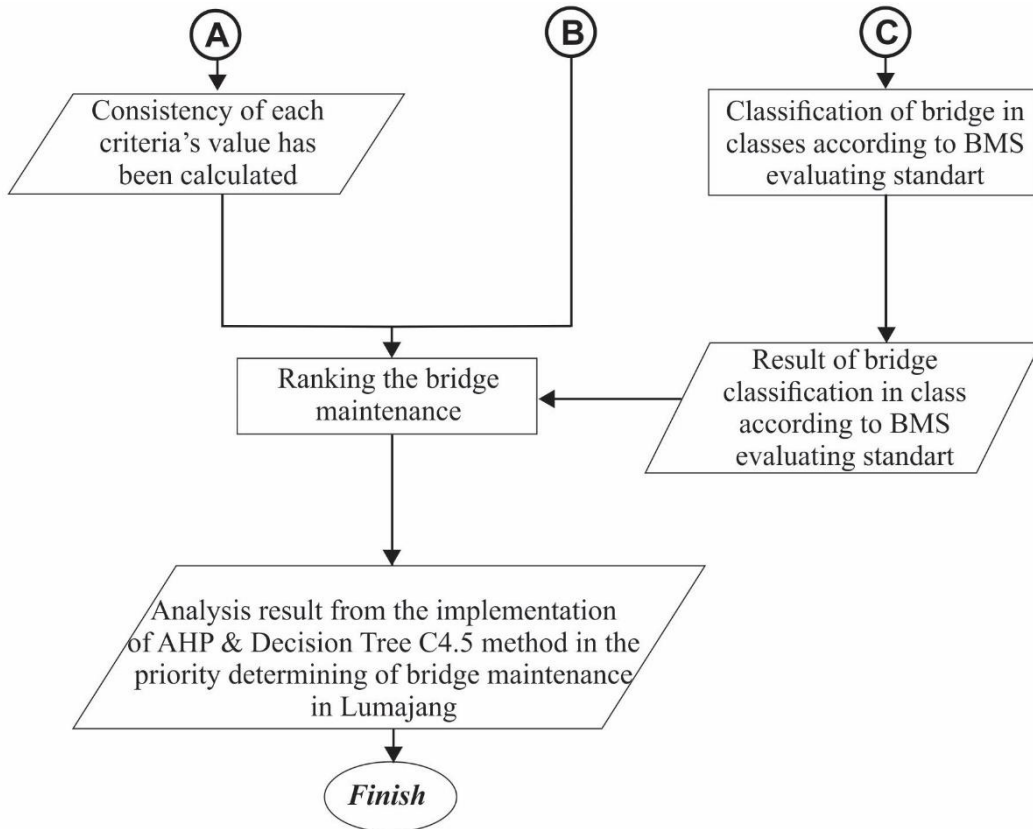 A
B
C
Consistency of each
criteria's value has
been calculated
Classification of bridge in
classes according to BMS
evaluating standart
Ranking the bridge
maintenance
Result of bridge
classification in class
according to BMS
evaluating standart
Analysis result from the implementation
of AHP & Decision Tree C4.5 method in the
priority determining of bridge maintenance
in Lumajang
Finish